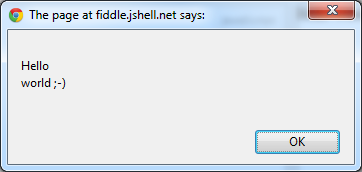 The page at fiddle.jshell.net says:
Hello
world ;-)
OK